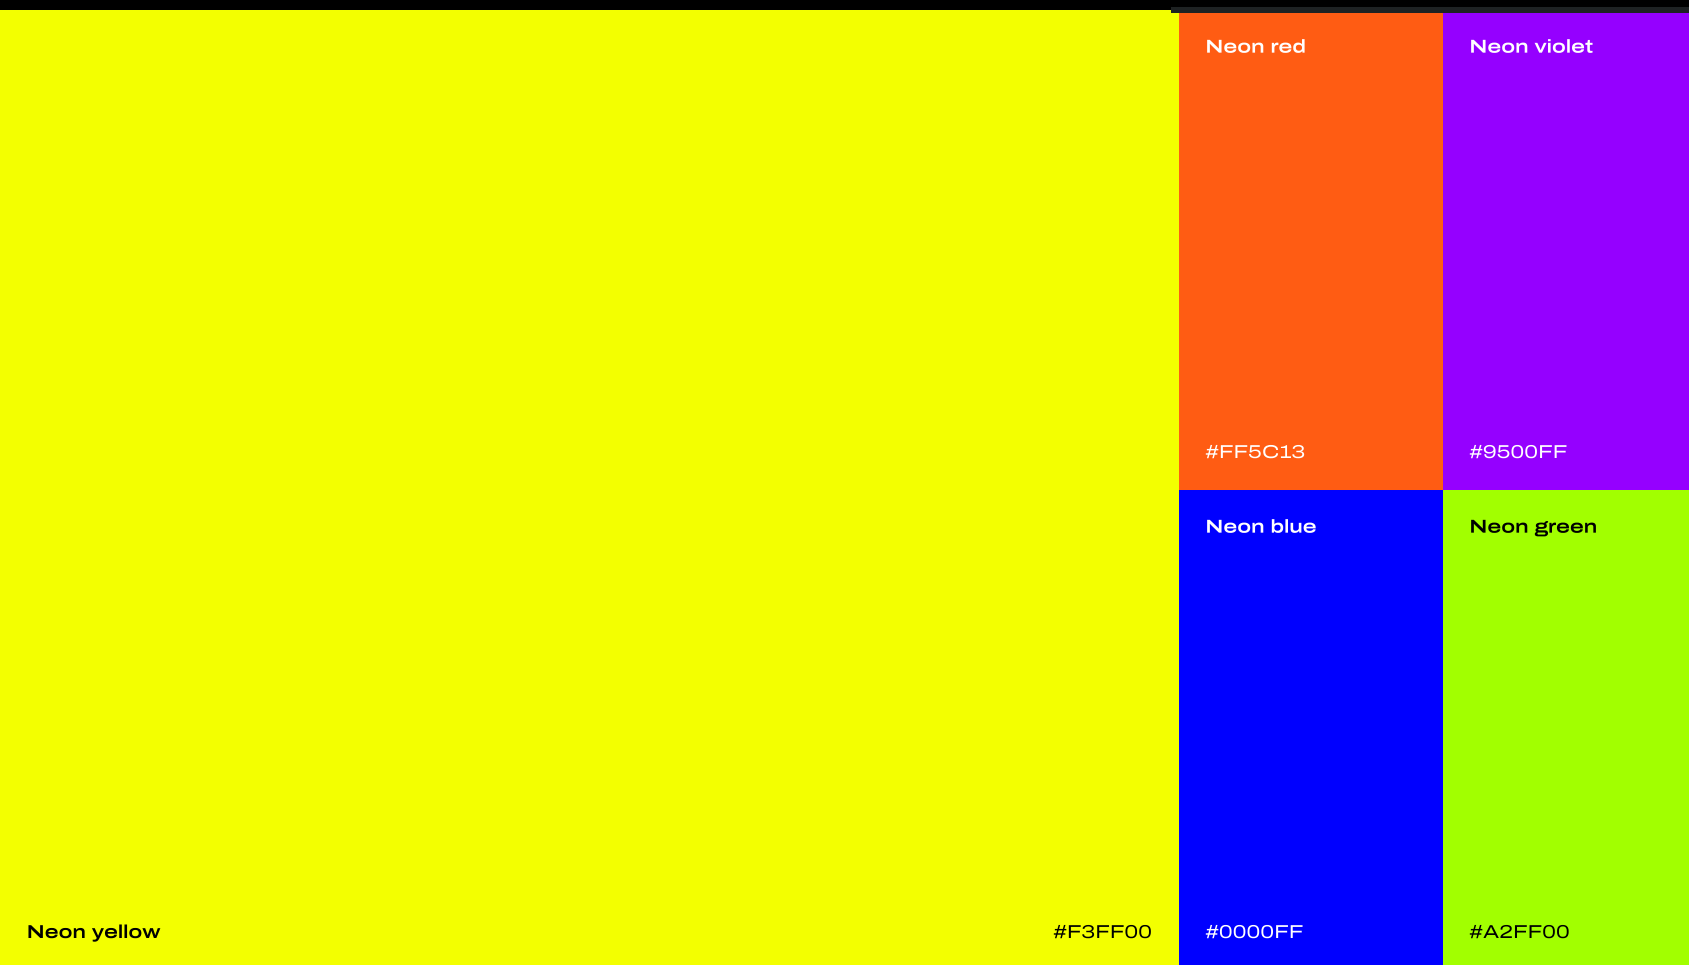 Neon red
#FF5C13
Neon violet
#9500FF
Neon yellow
#F3FF00
Neon blue
#0000FF
Neon green
#A2FF00